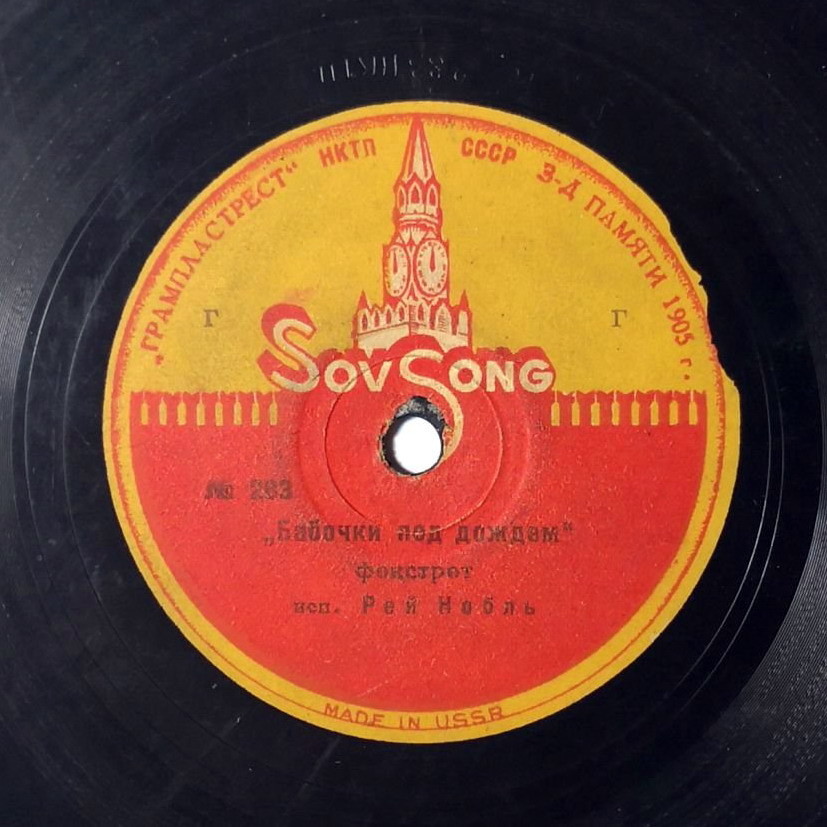 „ГРАМПЛАСТРЕСТ“ НКТП СССР З-Д ПАМЯТИ 1905 г.
Г Г
SOVSONG
№ 283
„Бабочки под дождем“
фокстрот
исп. Рей Нобль
MADE IN USSR